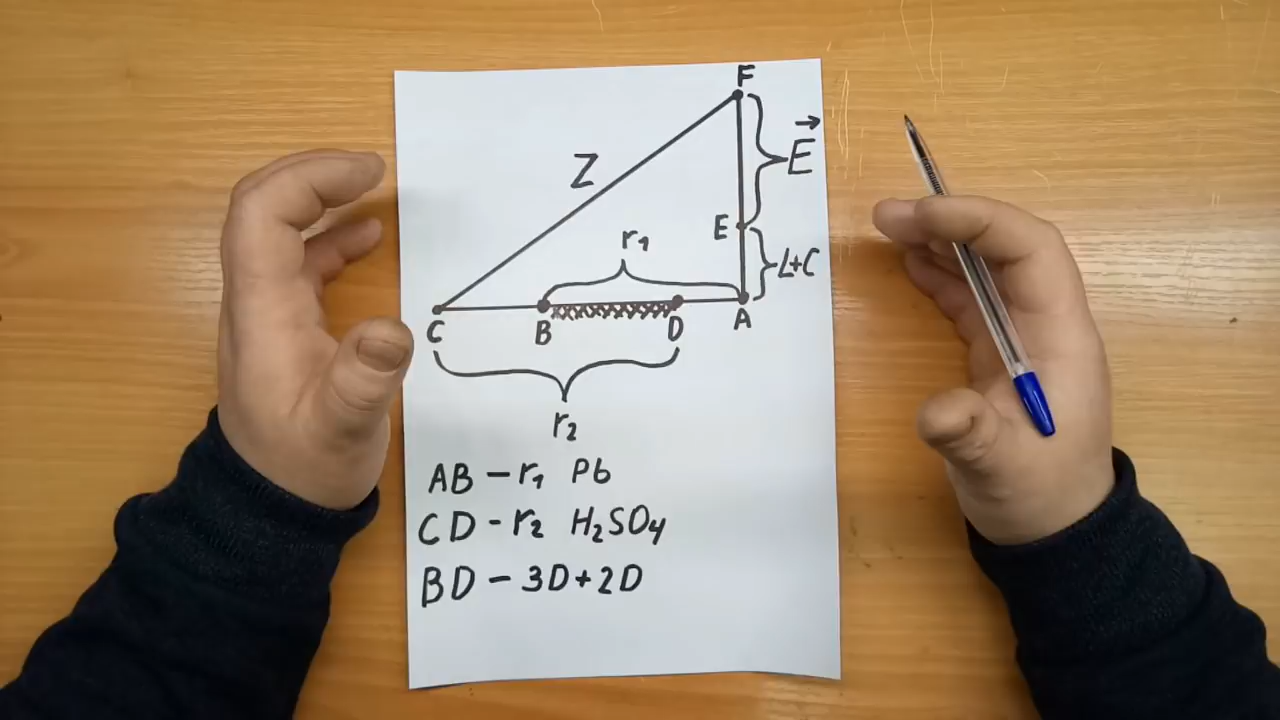 F
Z
E
E
L+C
r₁
C
B
D
A
r₂
AB – r₁ Pb
CD - r₂ H₂SO₄
BD – 3D+2D